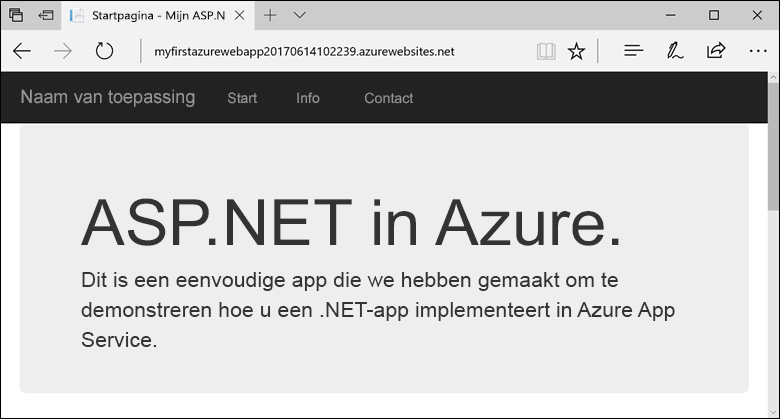 Startpagina - Mijn ASP.N
myfirstazurewebapp20170614102239.azurewebsites.net
Naam van toepassing Start Info Contact
ASP.NET in Azure.
Dit is een eenvoudige app die we hebben gemaakt om te
demonstreren hoe u een .NET-app implementeert in Azure App
Service.